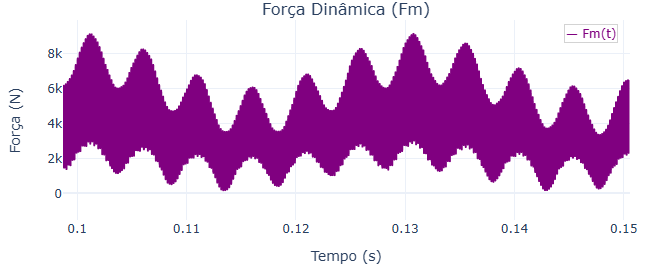 Força Dinâmica (Fm)
Fm(t)
8k
6k
4k
2k
0
Força (N)
0.1
0.11
0.12
0.13
0.14
0.15
Tempo (s)